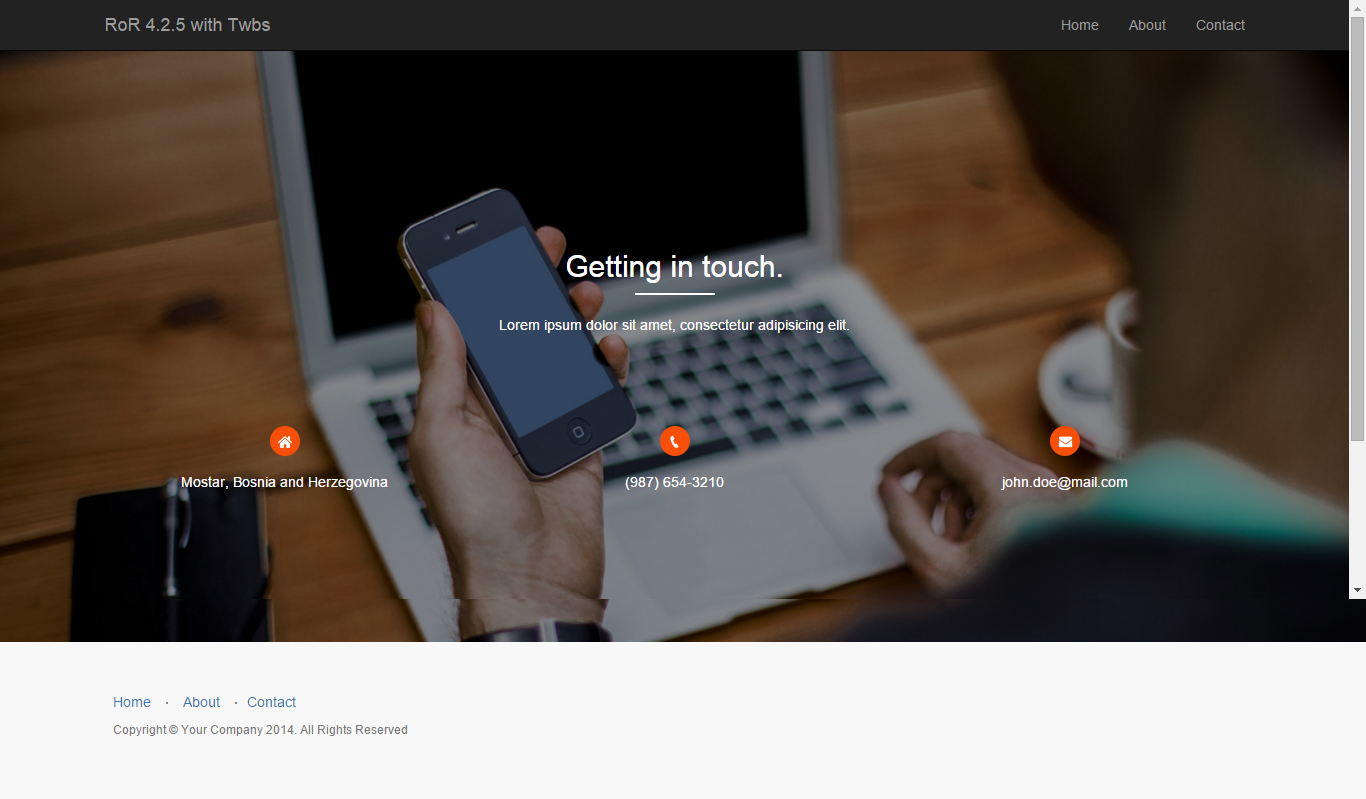 RoR 4.2.5 with Twbs
Home About Contact
Getting in touch.
Lorem ipsum dolor sit amet, consectetur adipisicing elit.
Mostar, Bosnia and Herzegovina
(987) 654-3210
john.doe@mail.com
Home · About · Contact
Copyright © Your Company 2014. All Rights Reserved